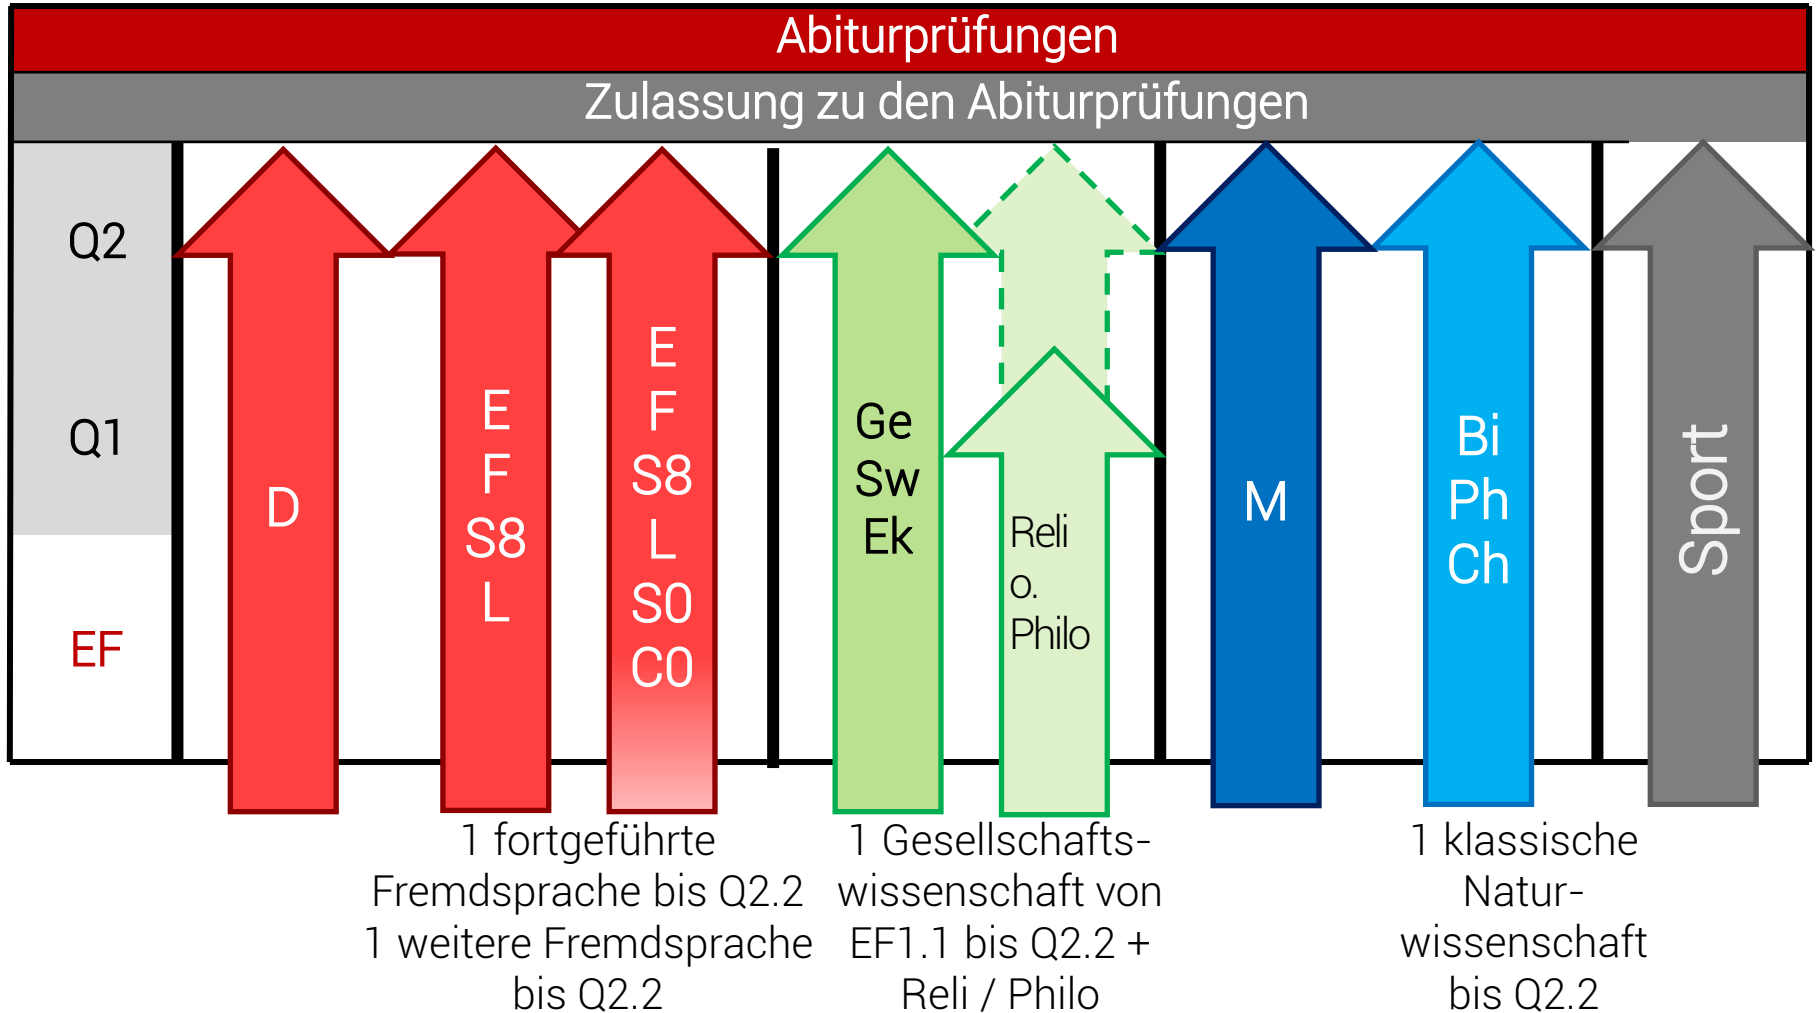 Abiturprüfungen
Zulassung zu den Abiturprüfungen
Q2
Q1
EF
D
E
F
S8
L
E
F
S8
L
S0
C0
Ge
Sw
Ek
Reli
o.
Philo
M
Bi
Ph
Ch
Sport
1 fortgeführte
Fremdsprache bis Q2.2
1 weitere Fremdsprache
bis Q2.2
1 Gesellschafts-
wissenschaft von
EF1.1 bis Q2.2 +
Reli / Philo
1 klassische
Natur-
wissenschaft
bis Q2.2